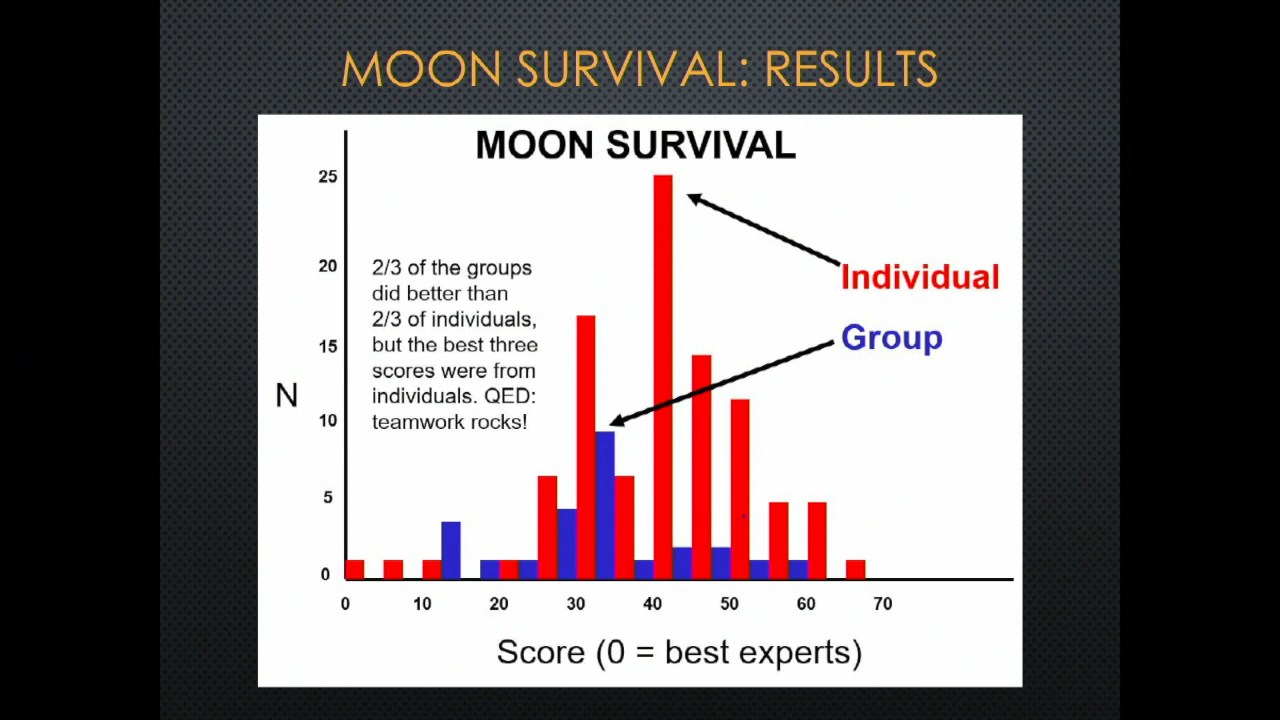 MOON SURVIVAL: RESULTS
MOON SURVIVAL
25
20
15
10
5
0
N
2/3 of the groups
did better than
2/3 of individuals,
but the best three
scores were from
individuals. QED:
teamwork rocks!
Individual
Group
0 10 20 30 40 50 60 70
Score (0 = best experts)